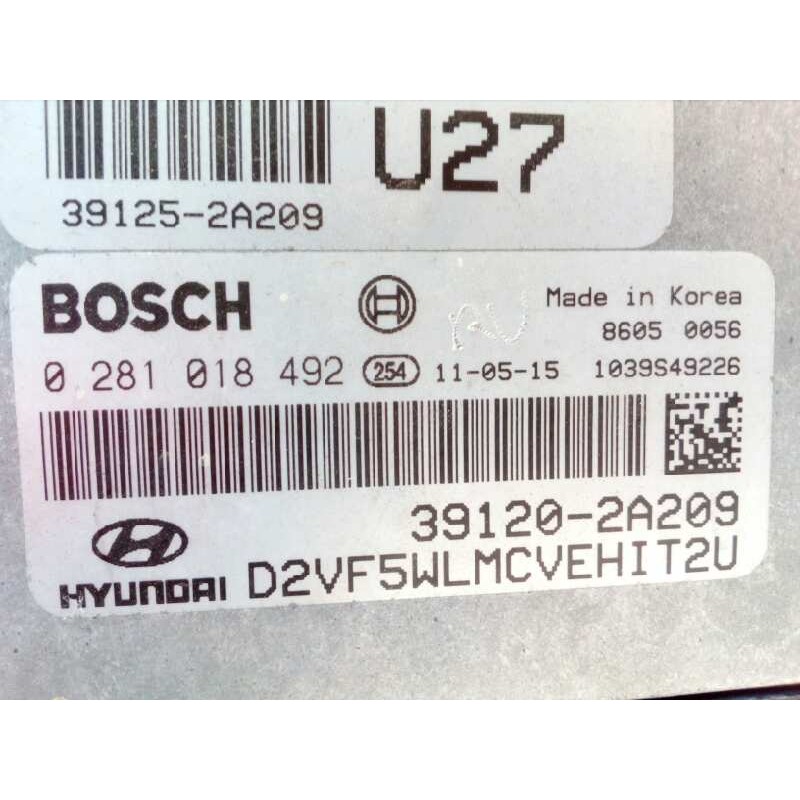 U27
39125-2A209
BOSCH
Made in Korea
8605 0056
0 281 018 492 254 11-05-15 1039S49226
39120-2A209
HYUNDAI D2VF5WLMCVEHIT2U